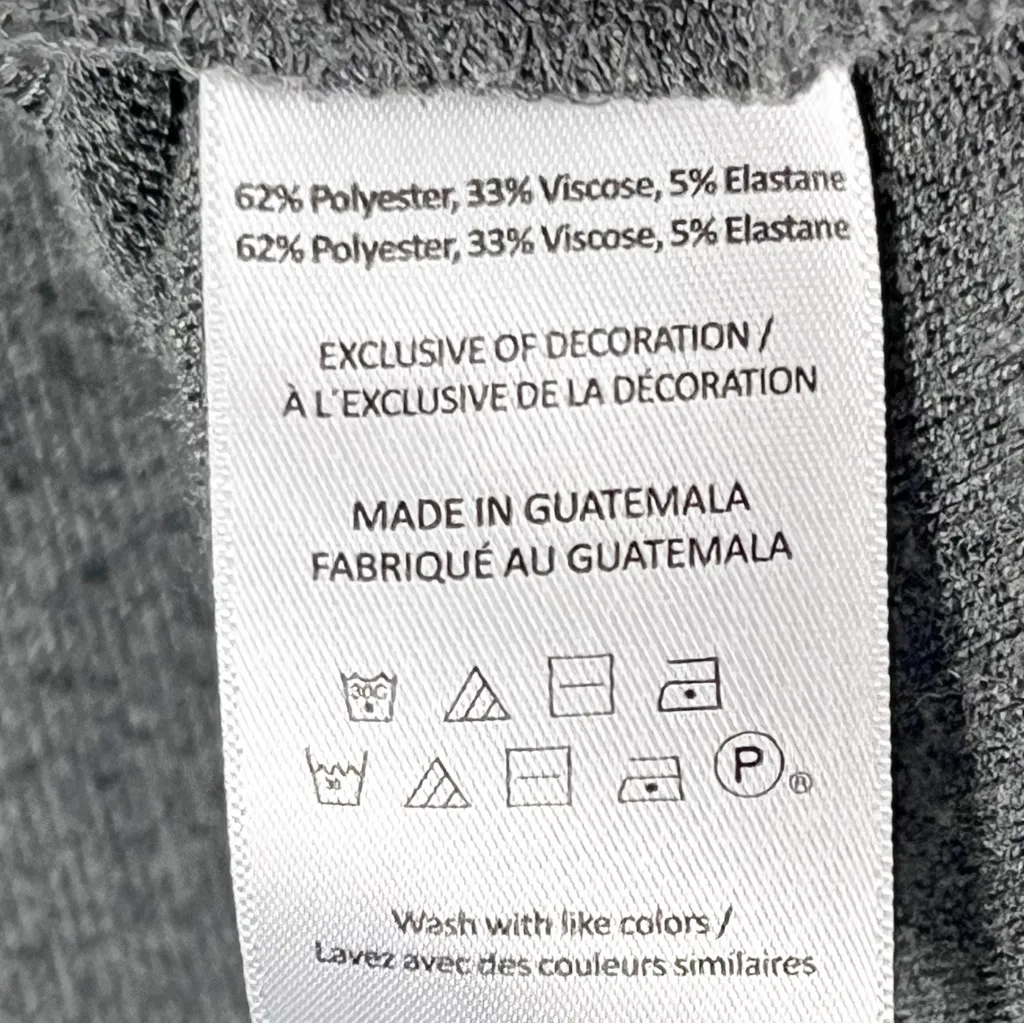 62% Polyester, 33% Viscose, 5% Elastane
62% Polyester, 33% Viscose, 5% Elastane
EXCLUSIVE OF DECORATION /
À L'EXCLUSIVE DE LA DÉCORATION
MADE IN GUATEMALA
FABRIQUÉ AU GUATEMALA
30C
30 P ®
Wash with like colors /
Lavez avec des couleurs similaires